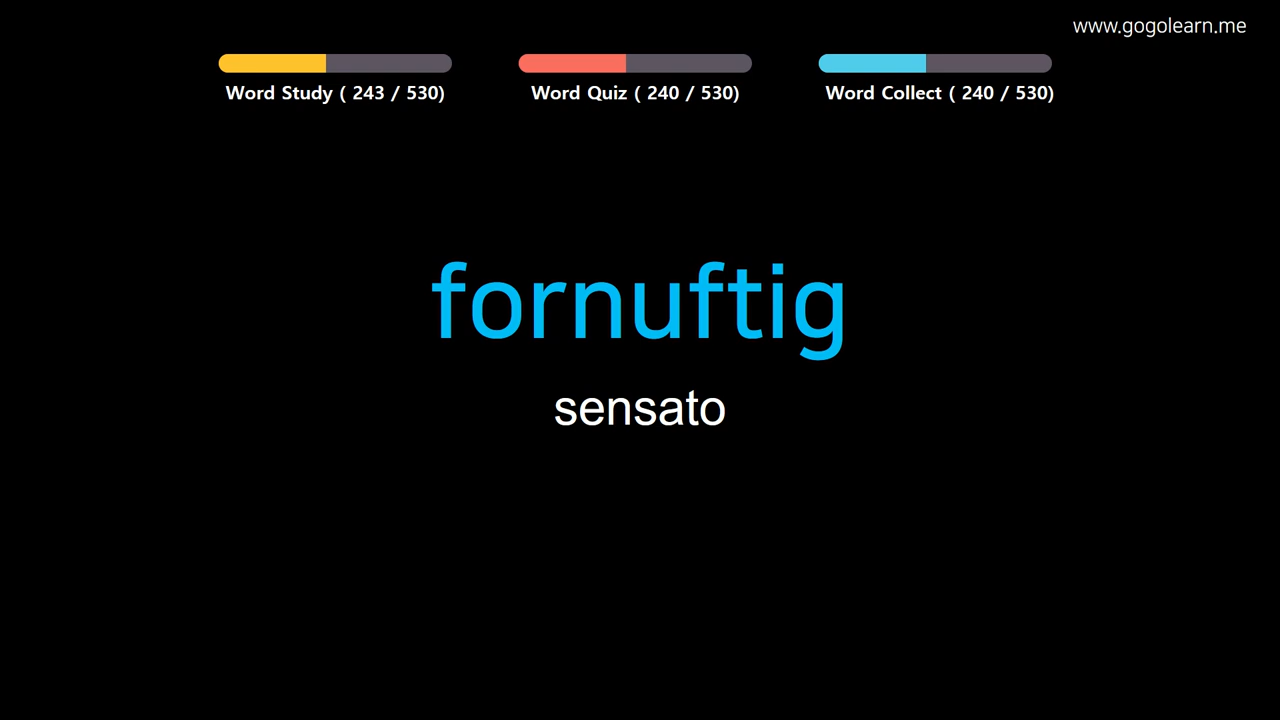 www.gogolearn.me
Word Study ( 243 / 530)
Word Quiz ( 240 / 530)
Word Collect ( 240 / 530)
fornuftig
sensato